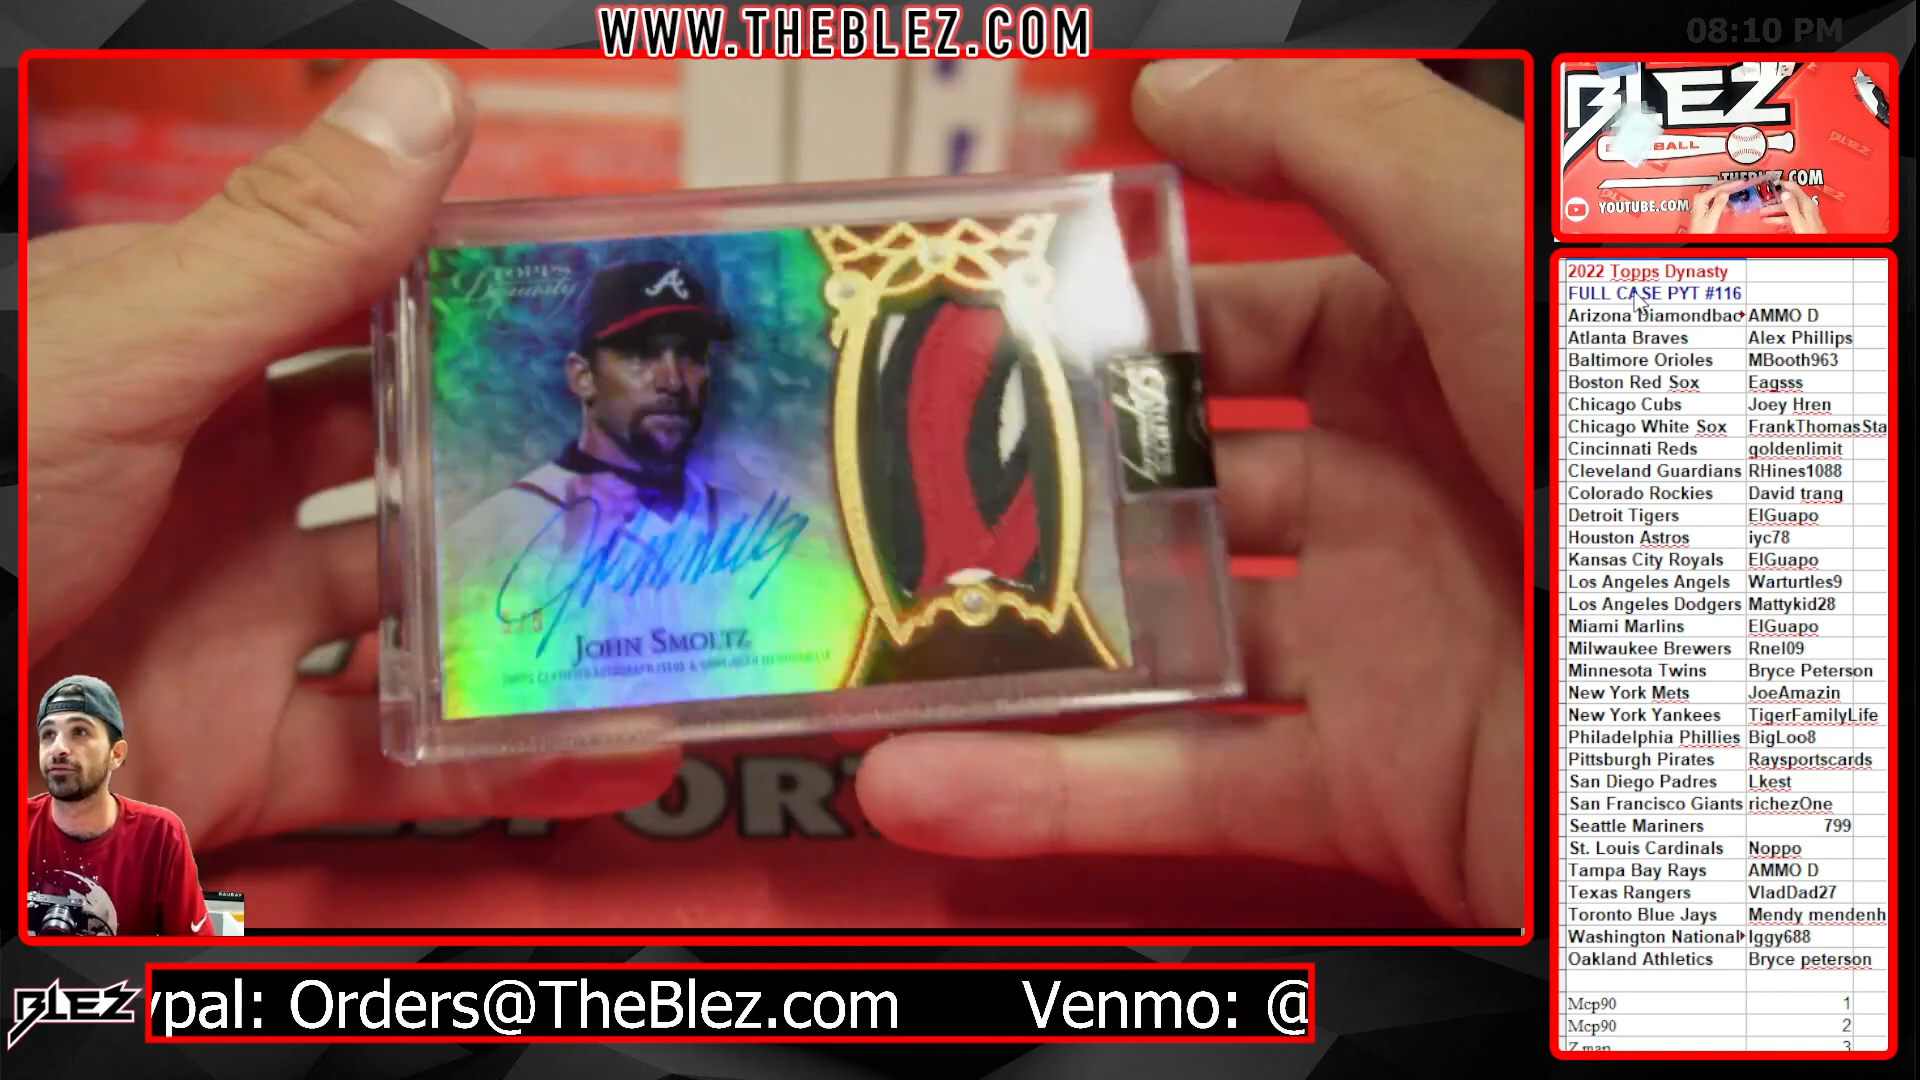 WWW.THEBLEZ.COM
08:10 PM
TOPPS
Dynasty
A
5/5
JOHN SMOLTZ
BLEZ
YOUTUBE.COM
2022 Topps Dynasty
FULL CASE PYT #116
Arizona Diamondbac AMMO D
Atlanta Braves Alex Phillips
Baltimore Orioles MBooth963
Boston Red Sox Eagsss
Chicago Cubs Joey Hren
Chicago White Sox FrankThomasSta
Cincinnati Reds goldenlimit
Cleveland Guardians RHines1088
Colorado Rockies David trang
Detroit Tigers ElGuapo
Houston Astros iyc78
Kansas City Royals ElGuapo
Los Angeles Angels Warturtles9
Los Angeles Dodgers Mattykid28
Miami Marlins ElGuapo
Milwaukee Brewers Rnel09
Minnesota Twins Bryce Peterson
New York Mets JoeAmazin
New York Yankees TigerFamilyLife
Philadelphia Phillies BigLoo8
Pittsburgh Pirates Raysportscards
San Diego Padres Lkest
San Francisco Giants richezOne
Seattle Mariners 799
St. Louis Cardinals Noppo
Tampa Bay Rays AMMO D
Texas Rangers VladDad27
Toronto Blue Jays Mendy mendenh
Washington National Iggy688
Oakland Athletics Bryce peterson
Mcp90 1
Mcp90 2
Z man 3
BLEZ
ypal: Orders@TheBlez.com Venmo: @